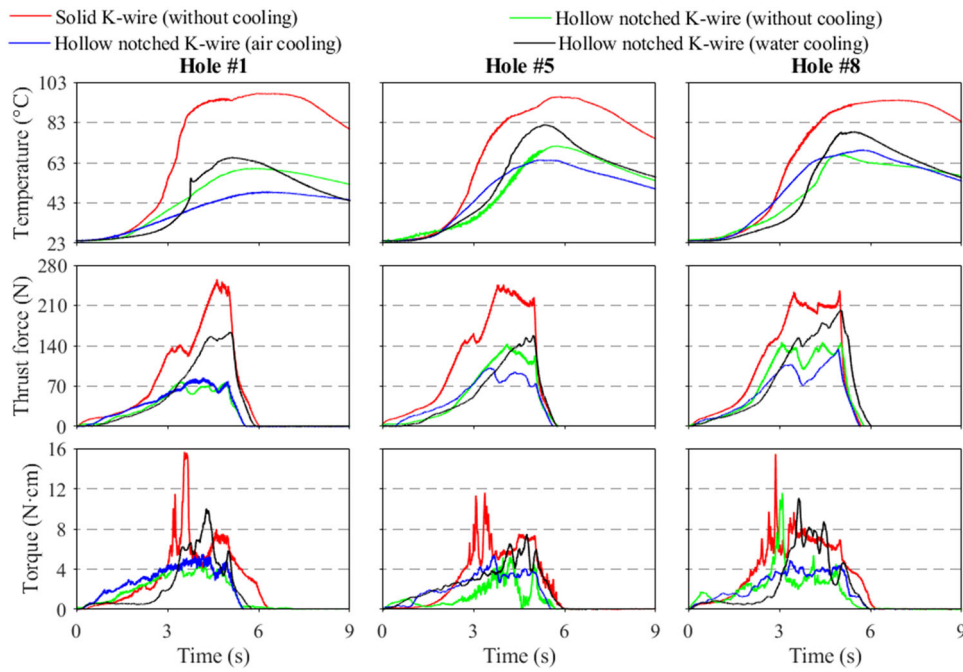 Solid K-wire (without cooling) Hollow notched K-wire (without cooling)
Hollow notched K-wire (air cooling) Hollow notched K-wire (water cooling)
Hole #1 Hole #5 Hole #8
Temperature (°C)
103
83
63
43
23
Thrust force (N)
280
210
140
70
0
Torque (N·cm)
16
12
8
4
0
0 3 6 9 0 3 6 9 0 3 6 9
Time (s) Time (s) Time (s)